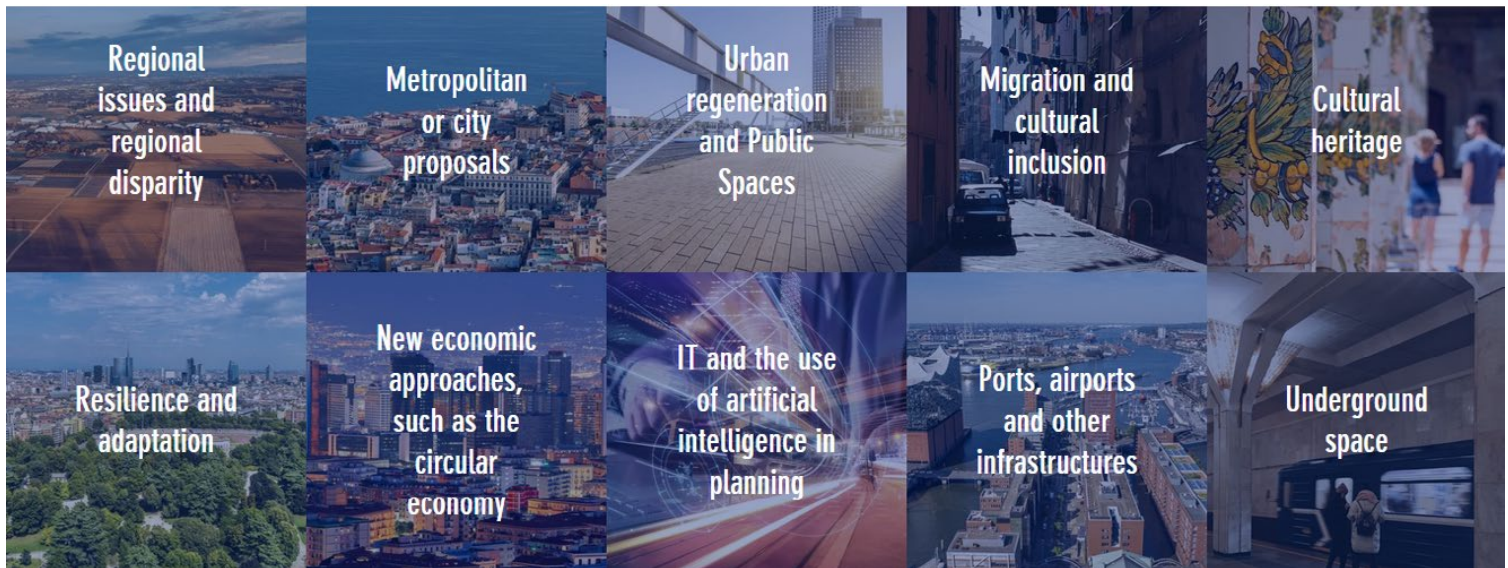 Regional
issues and
regional
disparity
Metropolitan
or city
proposals
Urban
regeneration
and Public
Spaces
Migration and
cultural
inclusion
Cultural
heritage
Resilience and
adaptation
New economic
approaches,
such as the
circular
economy
IT and the use
of artificial
intelligence in
planning
Ports, airports
and other
infrastructures
Underground
space